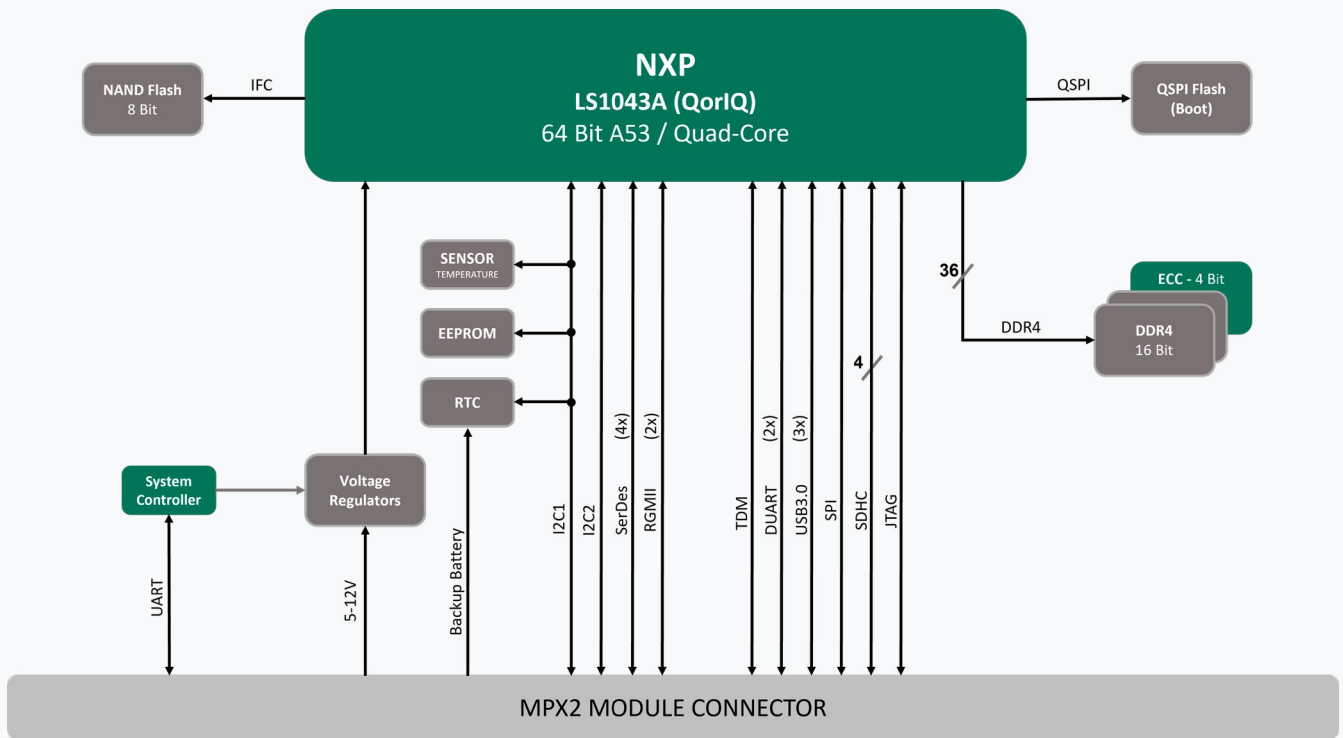 NXP
LS1043A (QorIQ)
64 Bit A53 / Quad-Core
NAND Flash
8 Bit
IFC
QSPI
QSPI Flash
(Boot)
SENSOR
TEMPERATURE
EEPROM
RTC
36
ECC - 4 Bit
DDR4
DDR4
16 Bit
4
System
Controller
Voltage
Regulators
UART
5-12V
Backup Battery
I2C1
I2C2
SerDes (4x)
RGMII (2x)
TDM
DUART (2x)
USB3.0 (3x)
SPI
SDHC
JTAG
MPX2 MODULE CONNECTOR